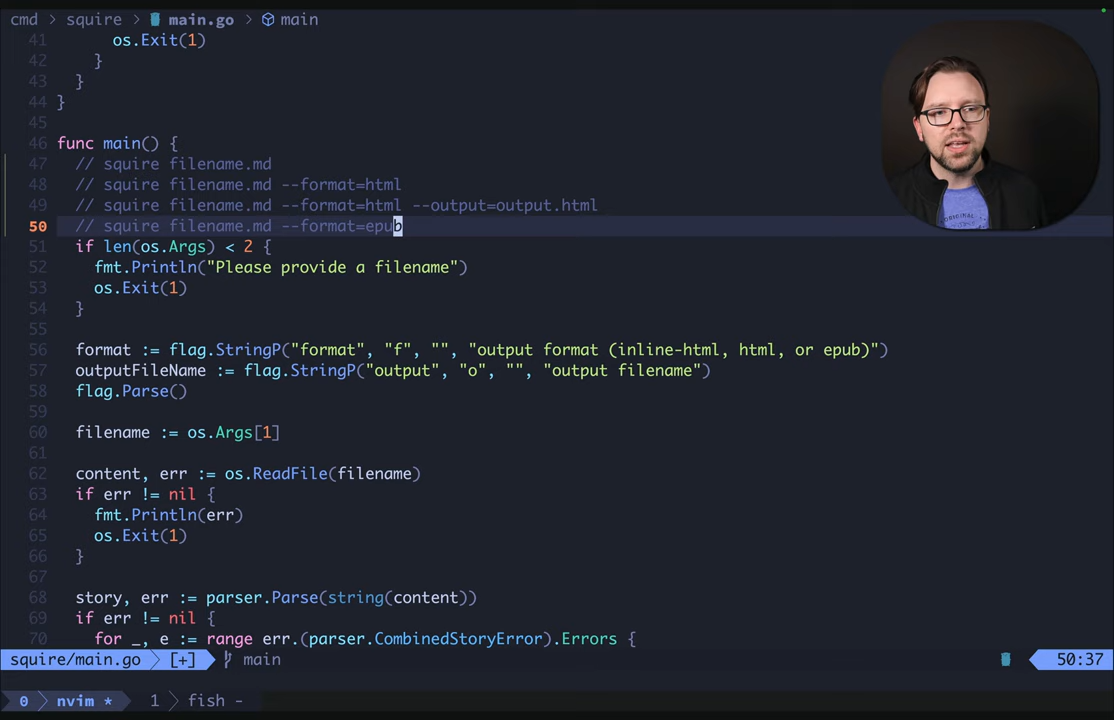 cmd > squire > main.go > main
41 os.Exit(1)
42 }
43 }
44 }
45
46 func main() {
47 // squire filename.md
48 // squire filename.md --format=html
49 // squire filename.md --format=html --output=output.html
50 // squire filename.md --format=epub
51 if len(os.Args) < 2 {
52 fmt.Println("Please provide a filename")
53 os.Exit(1)
54 }
55
56 format := flag.StringP("format", "f", "", "output format (inline-html, html, or epub)")
57 outputFileName := flag.StringP("output", "o", "", "output filename")
58 flag.Parse()
59
60 filename := os.Args[1]
61
62 content, err := os.ReadFile(filename)
63 if err != nil {
64 fmt.Println(err)
65 os.Exit(1)
66 }
67
68 story, err := parser.Parse(string(content))
69 if err != nil {
70 for _, e := range err.(parser.CombinedStoryError).Errors {
squire/main.go [+] main 50:37
0 nvim * 1 fish -
ORIGINAL